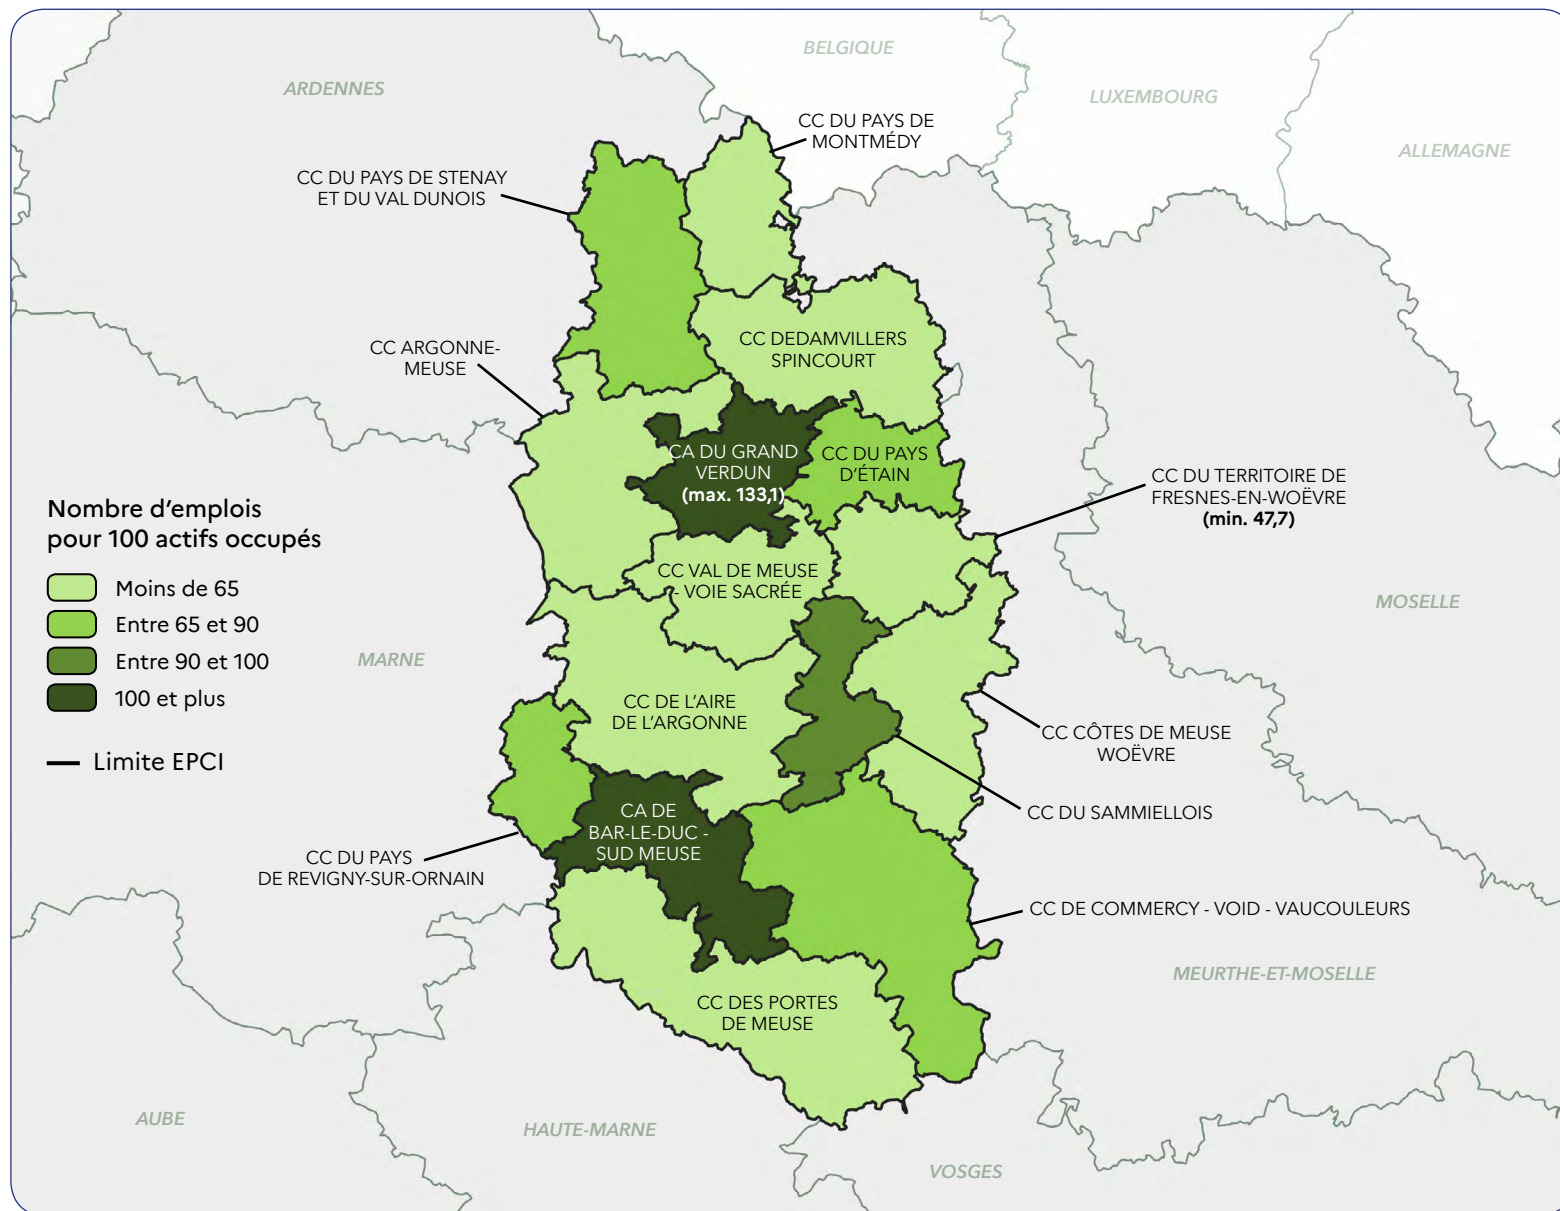 BELGIQUE
ARDENNES
LUXEMBOURG
CC DU PAYS DE
MONTMÉDY
ALLEMAGNE
CC DU PAYS DE STENAY
ET DU VAL DUNOIS
CC DEDAMVILLERS
SPINCOURT
CC ARGONNE-
MEUSE
CA DU GRAND
VERDUN
(max. 133,1)
CC DU PAYS
D'ÉTAIN
CC DU TERRITOIRE DE
FRESNES-EN-WOËVRE
(min. 47,7)
Nombre d'emplois
pour 100 actifs occupés
Moins de 65
Entre 65 et 90
Entre 90 et 100
100 et plus
Limite EPCI
CC VAL DE MEUSE
- VOIE SACRÉE
MOSELLE
MARNE
CC DE L'AIRE
DE L'ARGONNE
CC CÔTES DE MEUSE
WOËVRE
CC DU SAMMIELLOIS
CA DE
BAR-LE-DUC -
SUD MEUSE
CC DU PAYS
DE REVIGNY-SUR-ORNAIN
CC DE COMMERCY - VOID - VAUCOULEURS
MEURTHE-ET-MOSELLE
CC DES PORTES
DE MEUSE
AUBE
HAUTE-MARNE
VOSGES